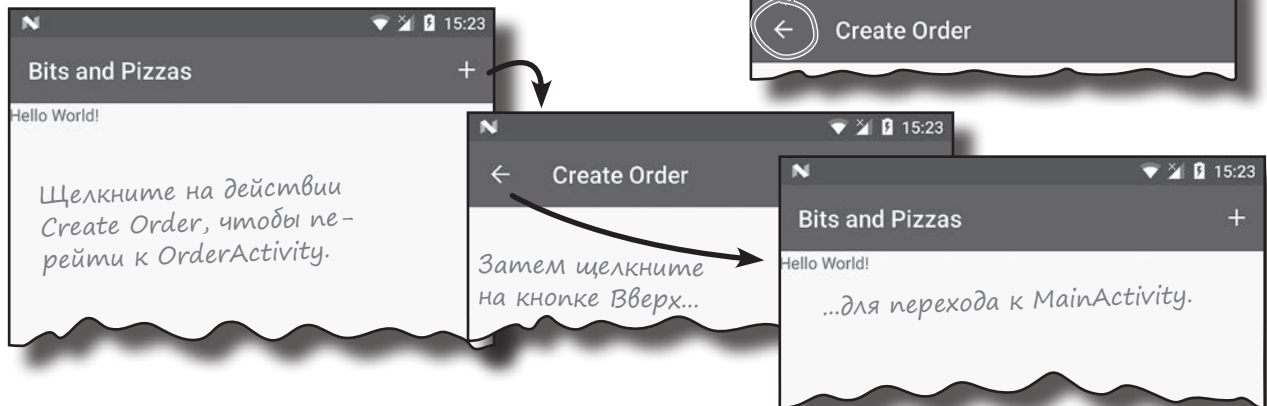 Create Order
15:23
Bits and Pizzas +
Hello World!
Щелкните на действии
Create Order, чтобы пе-
рейти к OrderActivity.
15:23
Create Order
Затем щелкните
на кнопке Вверх...
15:23
Bits and Pizzas +
Hello World!
...для перехода к MainActivity.